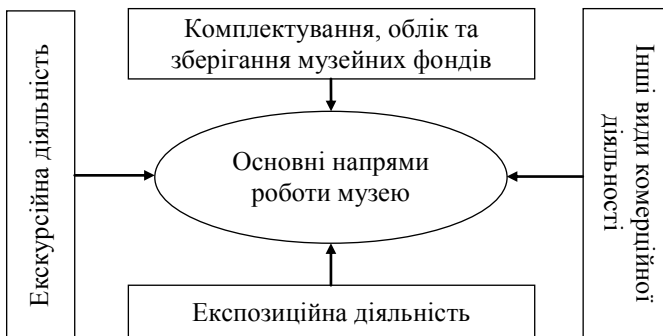 Комплектування, облік та
зберігання музейних фондів
Екскурсійна діяльність
Основні напрями
роботи музею
Інші види комерційної
діяльності
Експозиційна діяльність